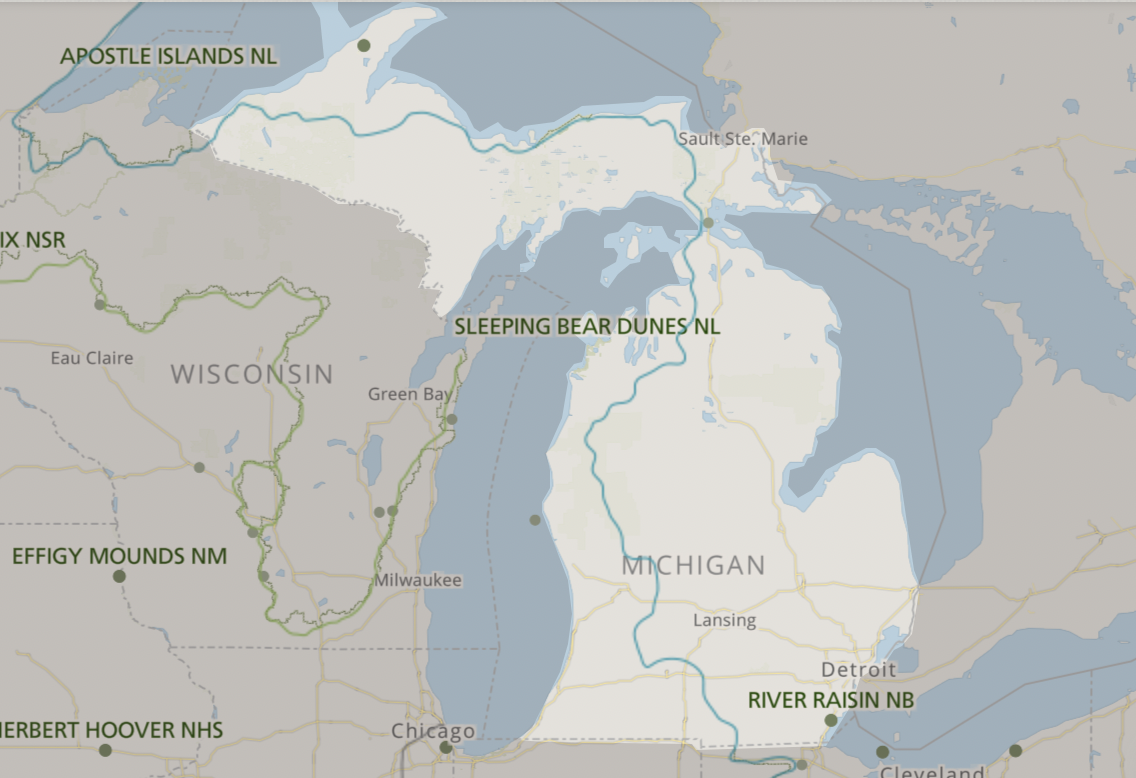 APOSTLE ISLANDS NL
Sault Ste. Marie
IX NSR
SLEEPING BEAR DUNES NL
Eau Claire
WISCONSIN
Green Bay
EFFIGY MOUNDS NM
MICHIGAN
Milwaukee
Lansing
Detroit
RIVER RAISIN NB
HERBERT HOOVER NHS
Chicago
Cleveland